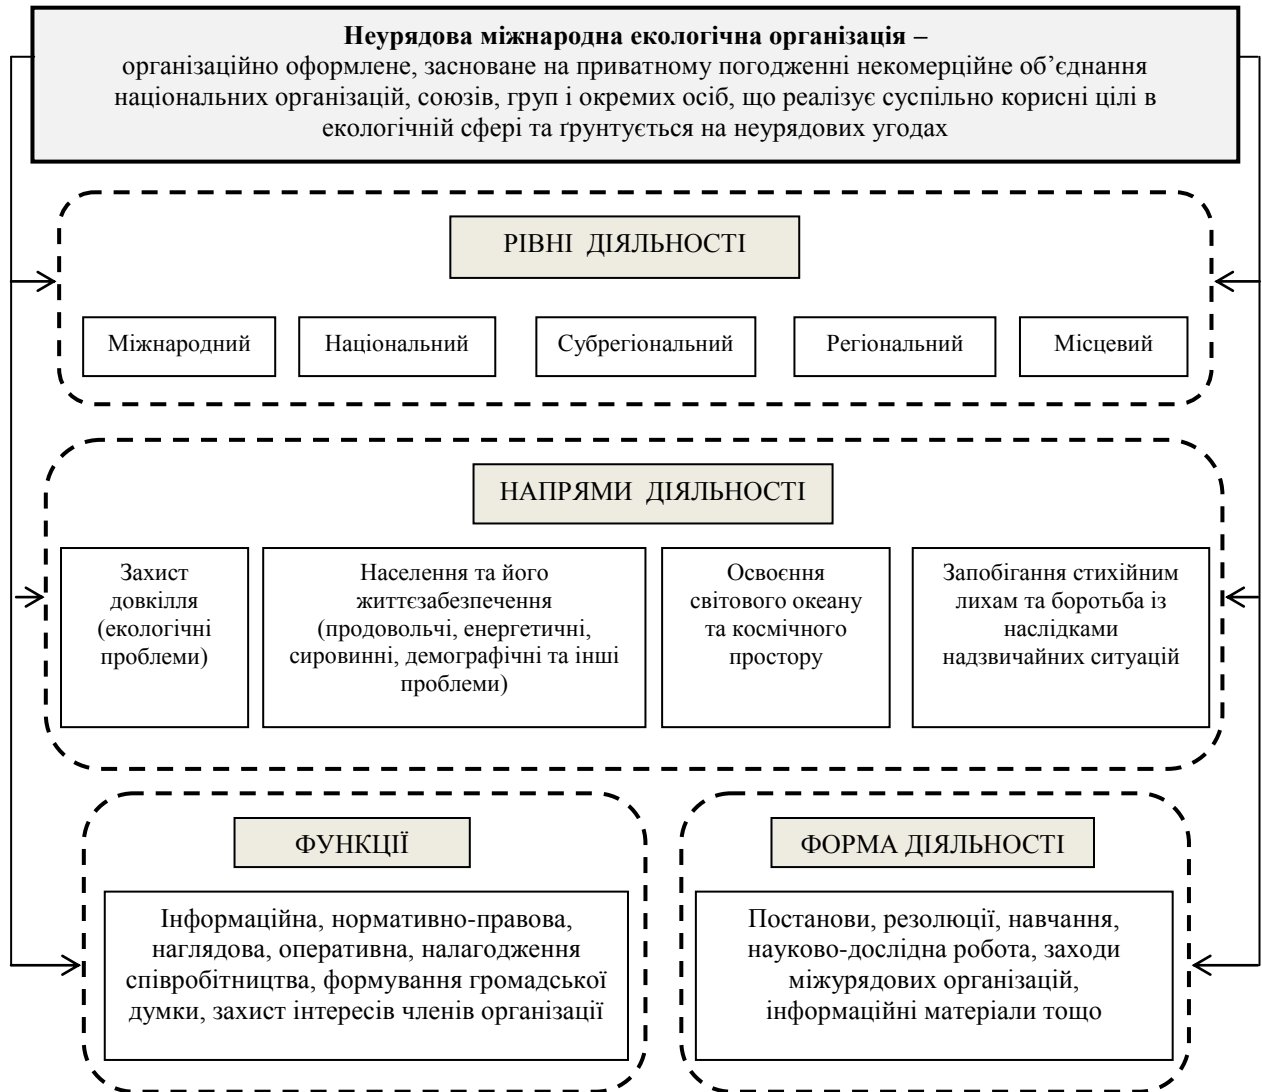 Неурядова міжнародна екологічна організація –
організаційно оформлене, засноване на приватному погодженні некомерційне об’єднання
національних організацій, союзів, груп і окремих осіб, що реалізує суспільно корисні цілі в
екологічній сфері та ґрунтується на неурядових угодах
РІВНІ ДІЯЛЬНОСТІ
Міжнародний
Національний
Субрегіональний
Регіональний
Місцевий
НАПРЯМИ ДІЯЛЬНОСТІ
Захист
довкілля
(екологічні
проблеми)
Населення та його
життєзабезпечення
(продовольчі, енергетичні,
сировинні, демографічні та інші
проблеми)
Освоєння
світового океану
та космічного
простору
Запобігання стихійним
лихам та боротьба із
наслідками
надзвичайних ситуацій
ФУНКЦІЇ
Інформаційна, нормативно-правова,
наглядова, оперативна, налагодження
співробітництва, формування громадської
думки, захист інтересів членів організації
ФОРМА ДІЯЛЬНОСТІ
Постанови, резолюції, навчання,
науково-дослідна робота, заходи
міжурядових організацій,
інформаційні матеріали тощо